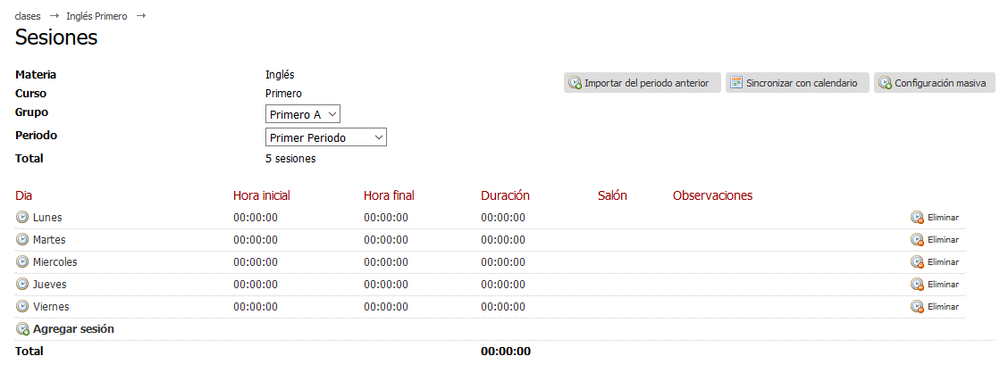 clases → Inglés Primero →
Sesiones
Materia Inglés
Curso Primero
Grupo Primero A
Periodo Primer Periodo
Total 5 sesiones
Importar del periodo anterior Sincronizar con calendario Configuración masiva
Dia Hora inicial Hora final Duración Salón Observaciones
Lunes 00:00:00 00:00:00 00:00:00 Eliminar
Martes 00:00:00 00:00:00 00:00:00 Eliminar
Miercoles 00:00:00 00:00:00 00:00:00 Eliminar
Jueves 00:00:00 00:00:00 00:00:00 Eliminar
Viernes 00:00:00 00:00:00 00:00:00 Eliminar
Agregar sesión
Total 00:00:00